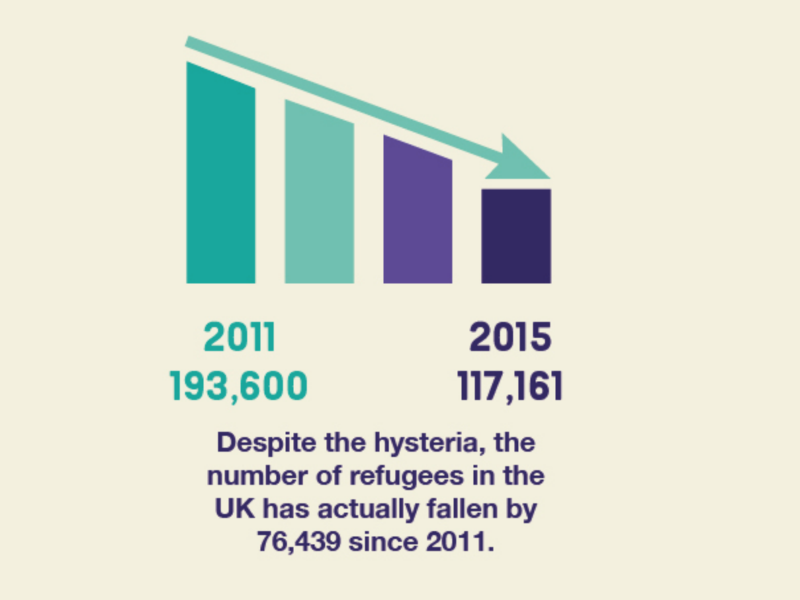 2011
193,600
2015
117,161
Despite the hysteria, the
number of refugees in the
UK has actually fallen by
76,439 since 2011.